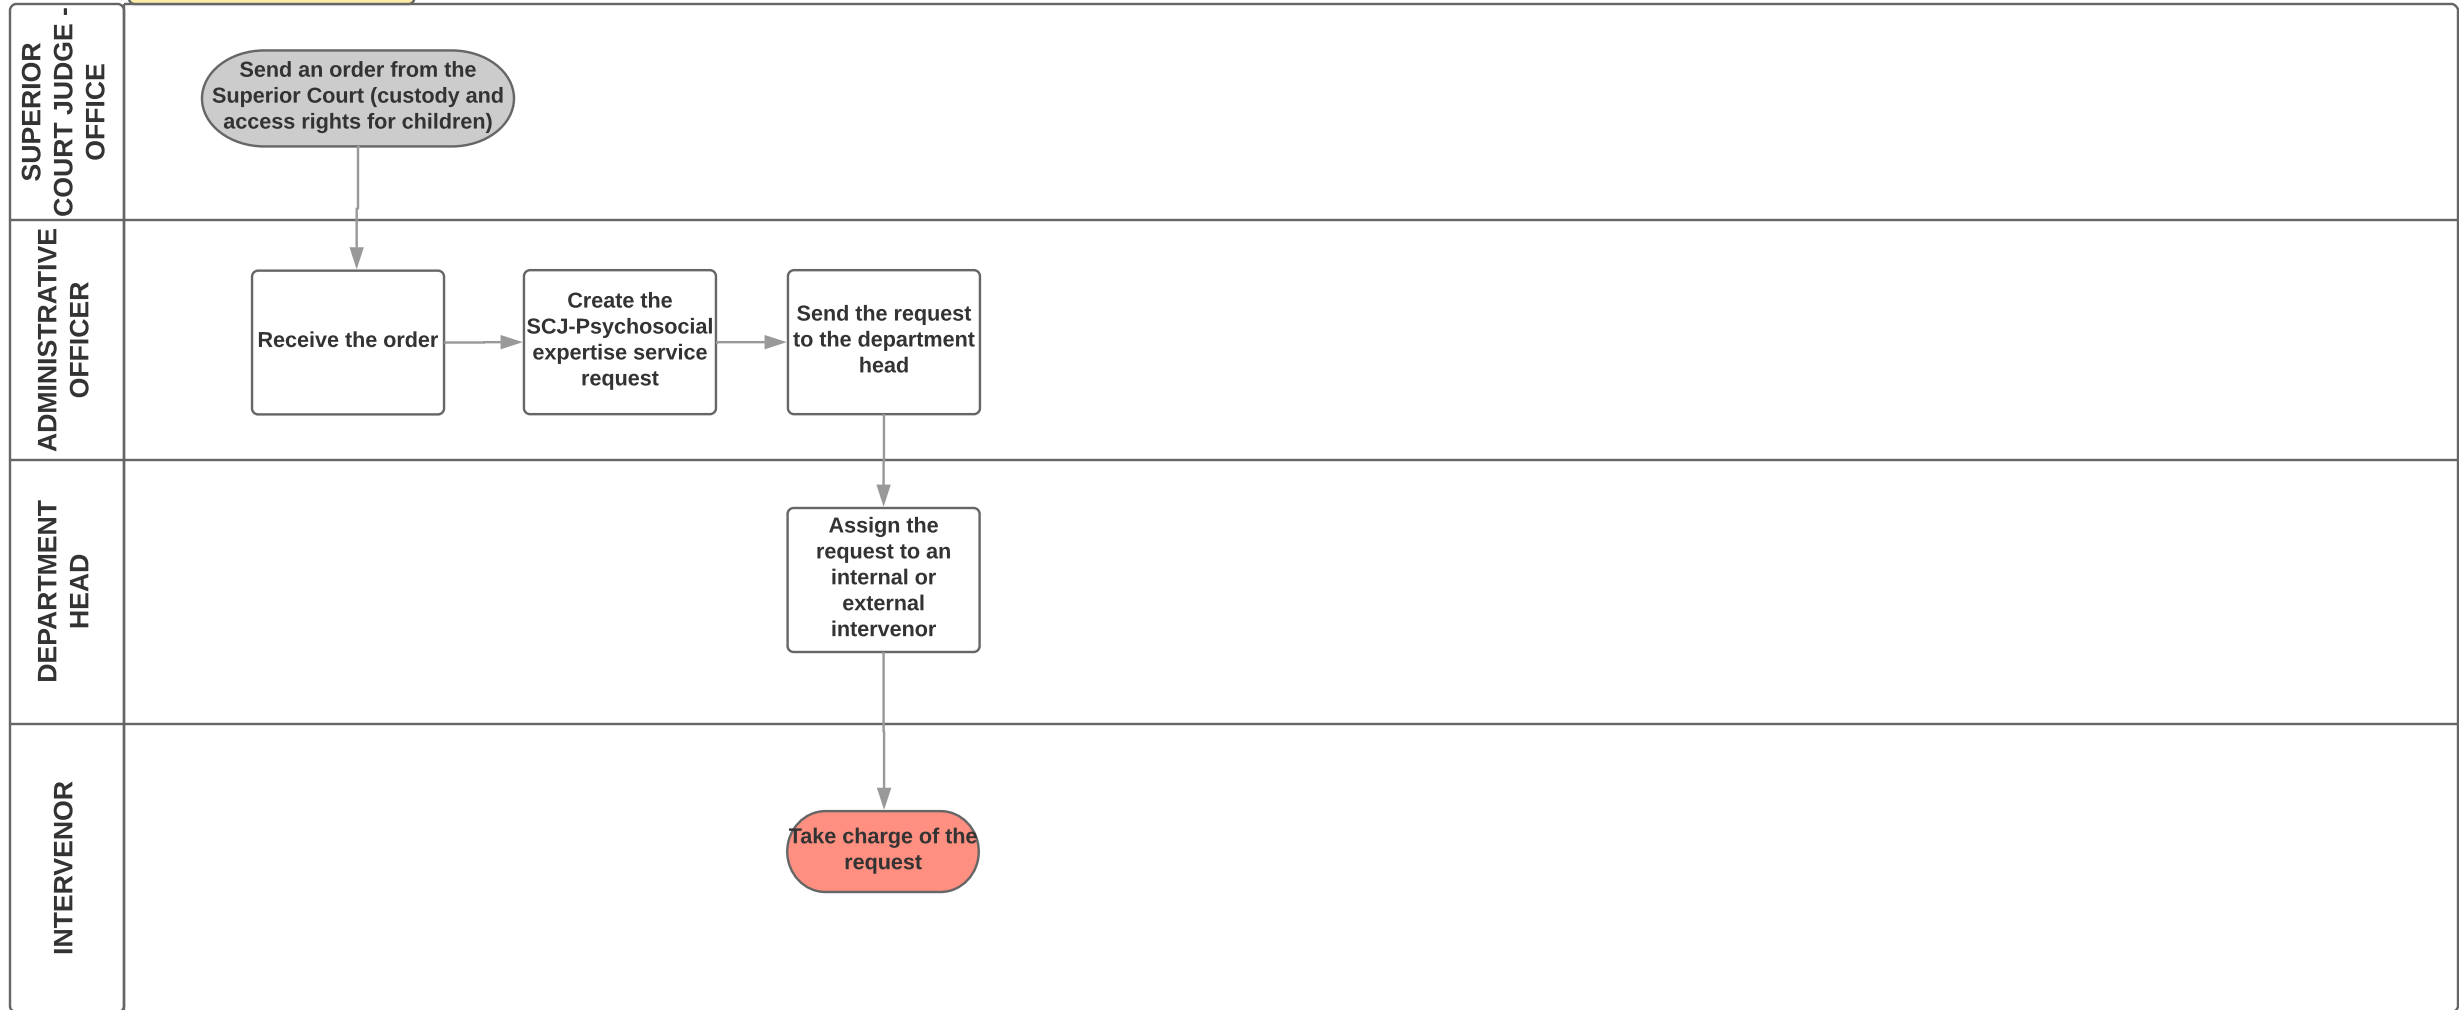 SUPERIOR
COURT JUDGE -
OFFICE
Send an order from the
Superior Court (custody and
access rights for children)
ADMINISTRATIVE
OFFICER
Receive the order
Create the
SCJ-Psychosocial
expertise service
request
Send the request
to the department
head
DEPARTMENT
HEAD
Assign the
request to an
internal or
external
intervenor
INTERVENOR
Take charge of the
request